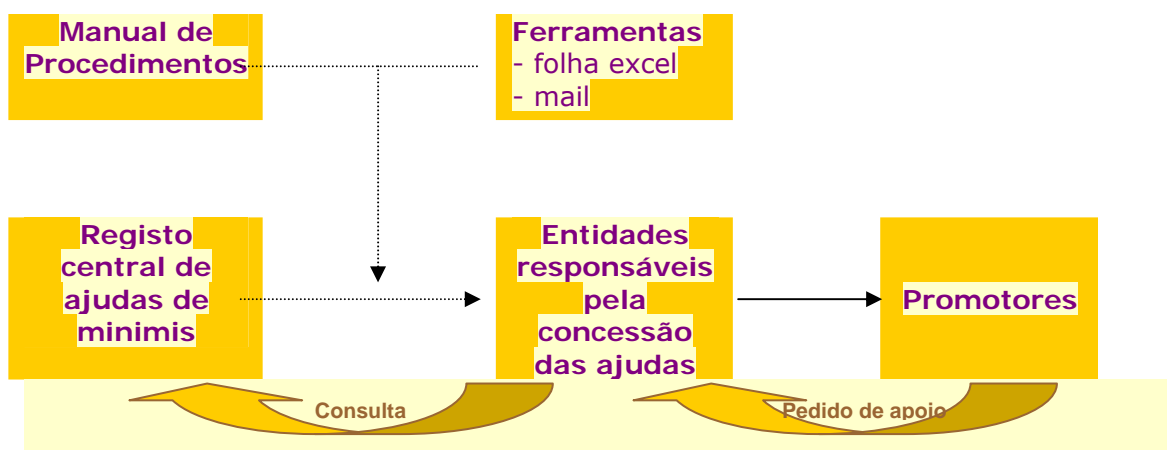 Manual de
Procedimentos
Ferramentas
- folha excel
- mail
Registo
central de
ajudas de
minimis
Entidades
responsáveis
pela
concessão
das ajudas
Promotores
Consulta
Pedido de apoio